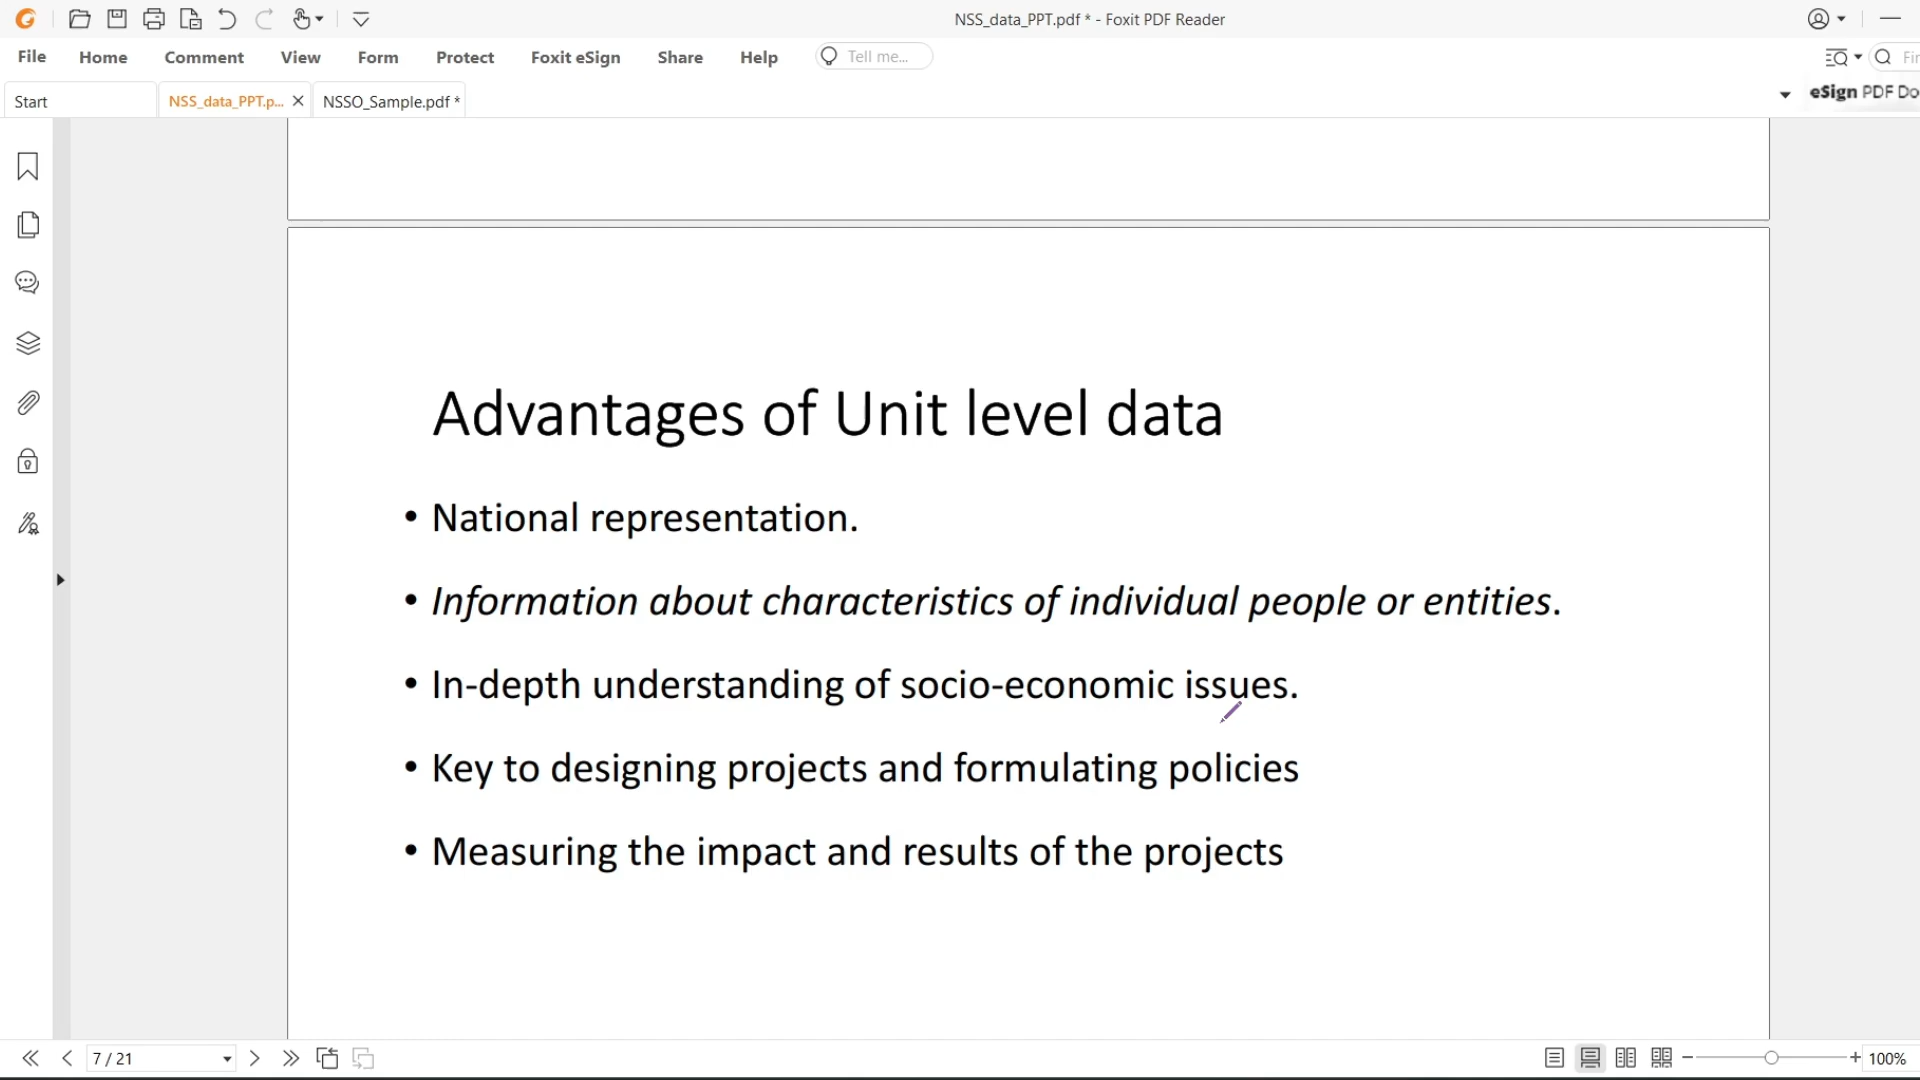 NSS_data_PPT.pdf * - Foxit PDF Reader
File Home Comment View Form Protect Foxit eSign Share Help Tell me... Fin
Start NSS_data_PPT.p... NSSO_Sample.pdf * eSign PDF Do
Advantages of Unit level data
• National representation.
• Information about characteristics of individual people or entities.
• In-depth understanding of socio-economic issues.
• Key to designing projects and formulating policies
• Measuring the impact and results of the projects
7 / 21 100%